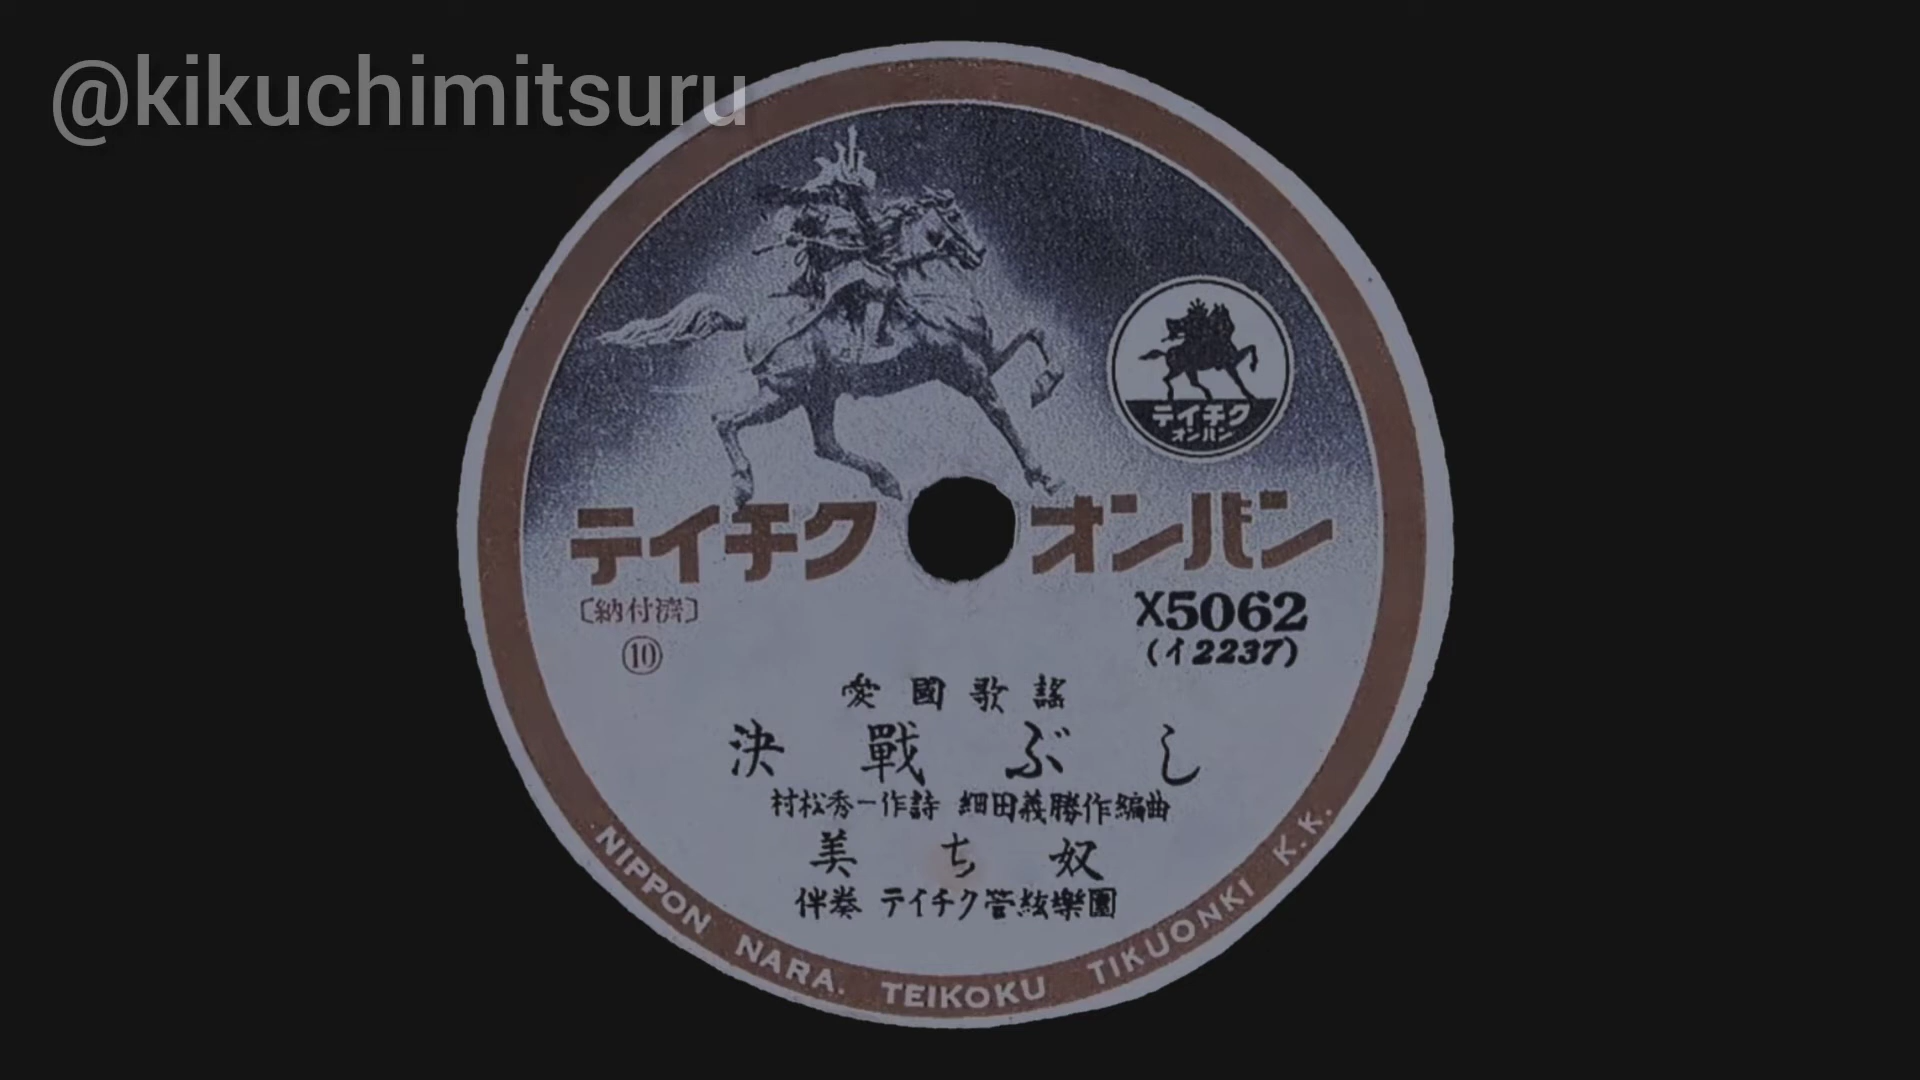 @kikuchimitsuru
テイチク
オンバン
テイチク オンバン
〔納付濟〕
⑩
X5062
(イ2237)
愛國歌謠
決戰ぶし
村松秀一作詩 細田義勝作編曲
美ち奴
伴奏 テイチク管絃樂團
NIPPON NARA. TEIKOKU TIKUONKI K.K.